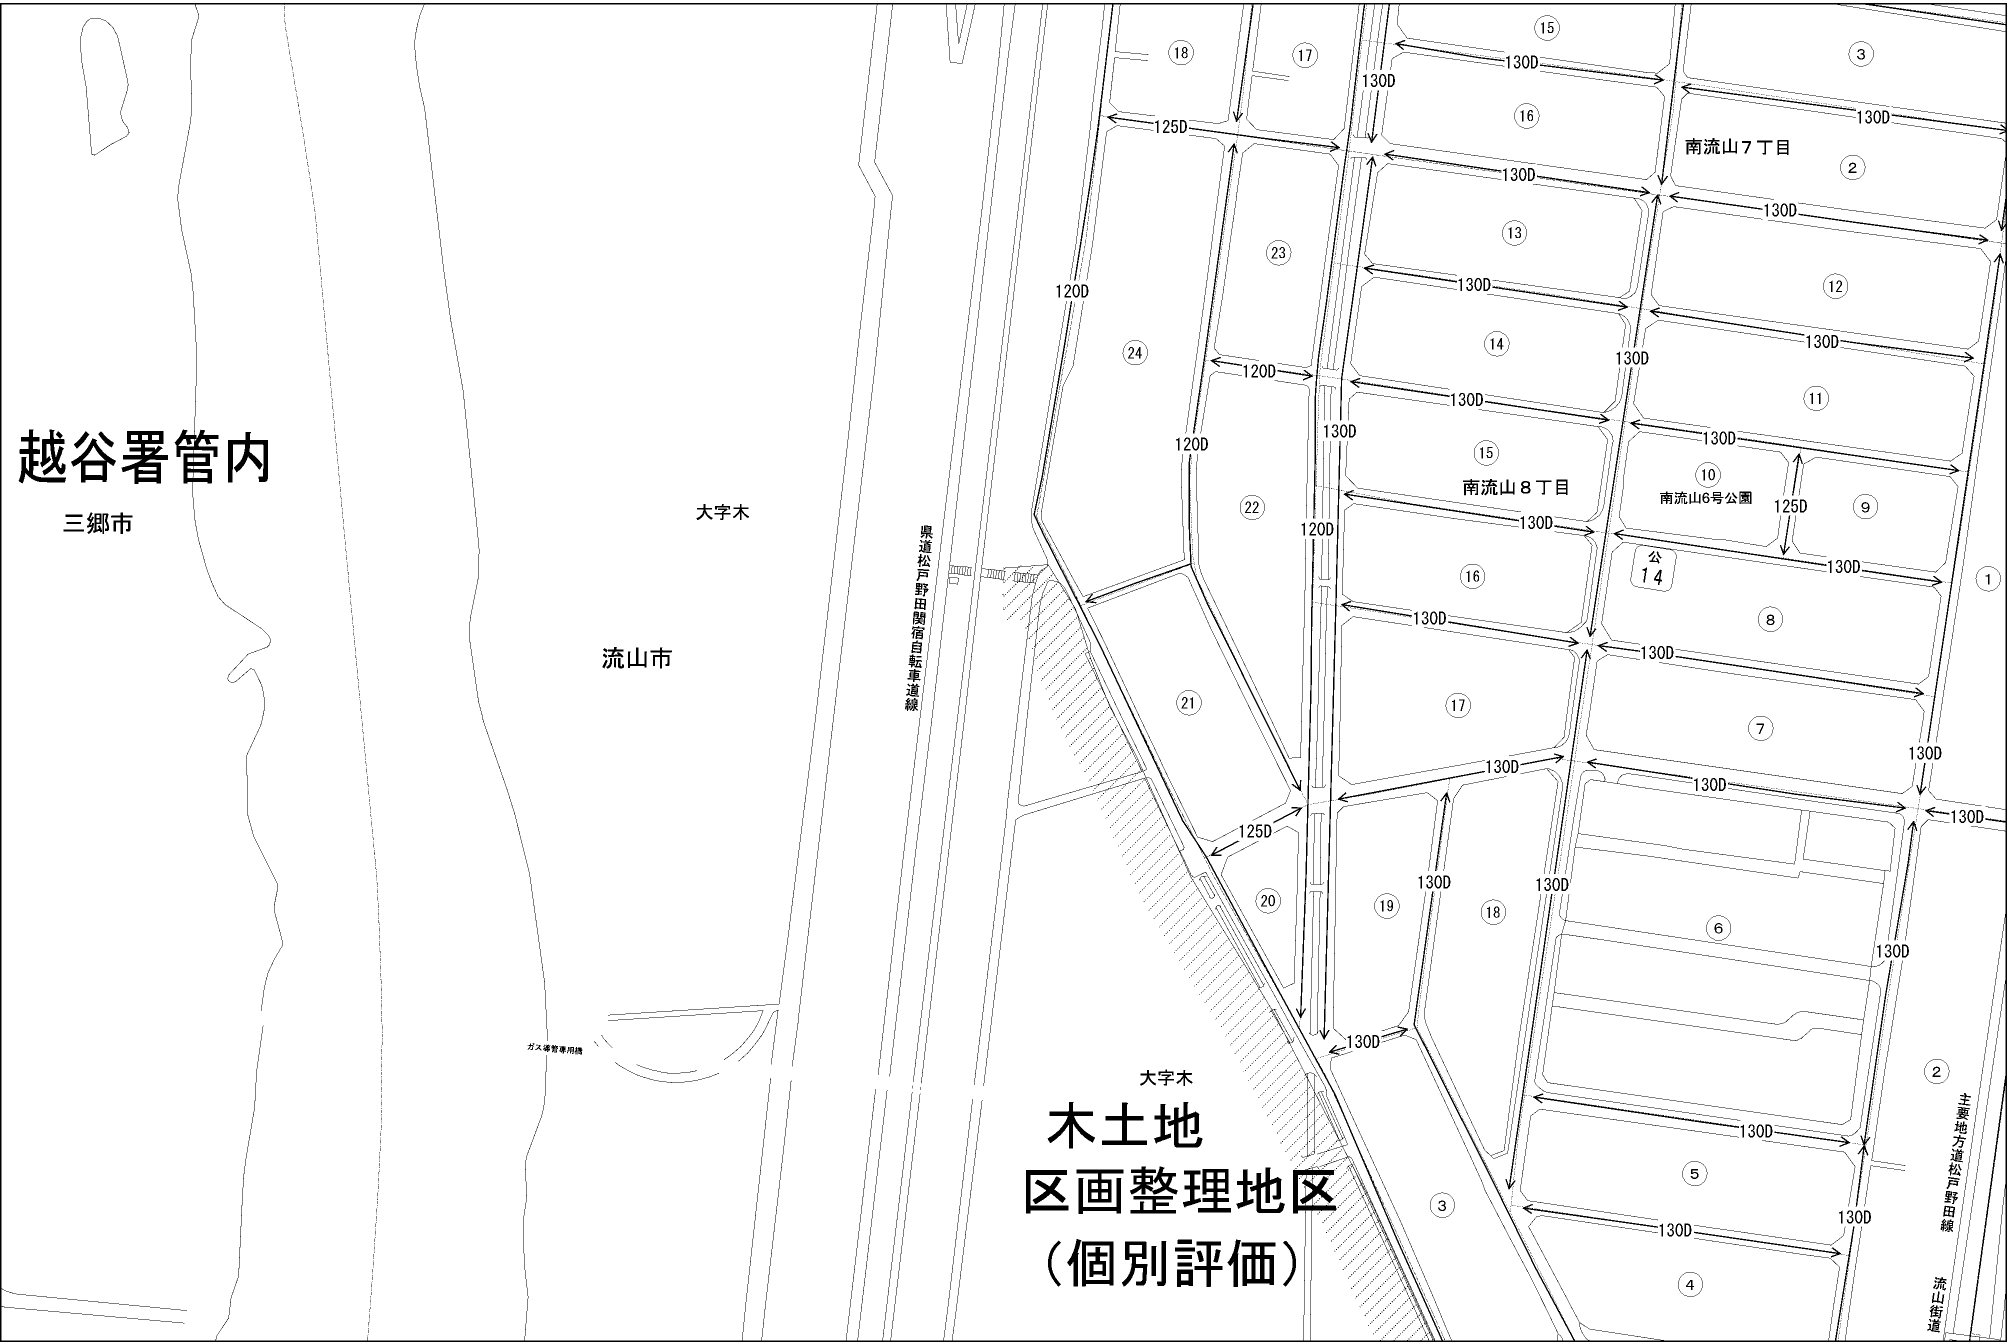 ⑮
⑱
⑰
③
130D
130D
130D
⑯
125D
130D
南流山７丁目
②
130D
130D
⑬
㉓
130D
⑫
120D
130D
⑭
130D
㉔
130D
120D
⑪
130D
130D
120D
130D
越谷署管内
⑮
⑩
南流山８丁目
南流山6号公園
125D
⑨
㉒
三郷市
大字木
130D
120D
県道松戸野田関宿自転車道線
公
14
130D
⑯
①
130D
⑧
流山市
130D
㉑
⑰
⑦
130D
130D
130D
130D
125D
130D
130D
⑳
⑲
⑱
⑥
130D
130D
ガス導管専用橋
大字木
②
木土地
区画整理地区
（個別評価）
130D
⑤
③
130D
130D
④
主要地方道松戸野田線
流山街道